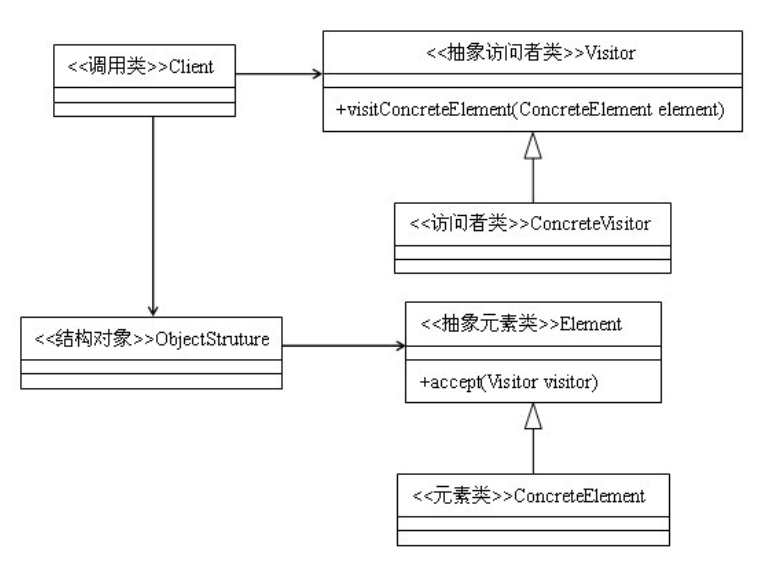 <<调用类>>Client
<<抽象访问者类>>Visitor
+visitConcreteElement(ConcreteElement element)
<<访问者类>>ConcreteVisitor
<<结构对象>>ObjectStruture
<<抽象元素类>>Element
+accept(Visitor visitor)
<<元素类>>ConcreteElement